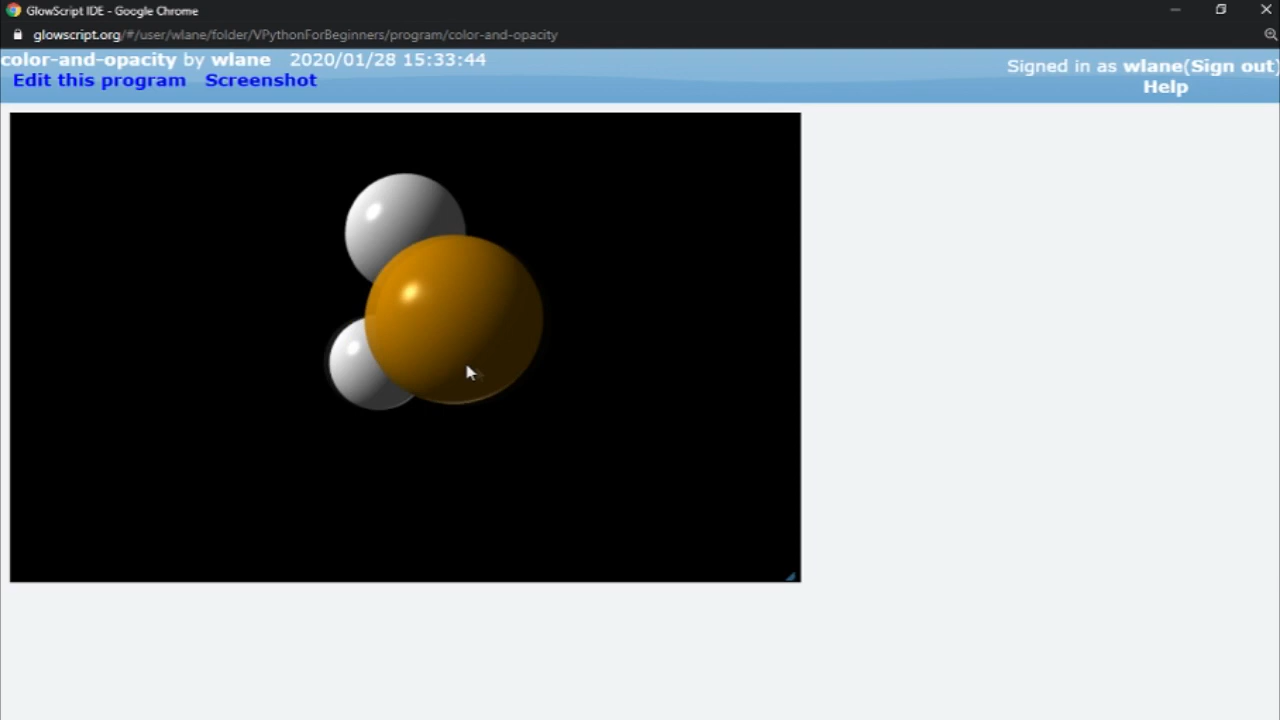 GlowScript IDE - Google Chrome
glowscript.org/#/user/wlane/folder/VPythonForBeginners/program/color-and-opacity
color-and-opacity by wlane 2020/01/28 15:33:44
Signed in as wlane(Sign out)
Edit this program Screenshot
Help